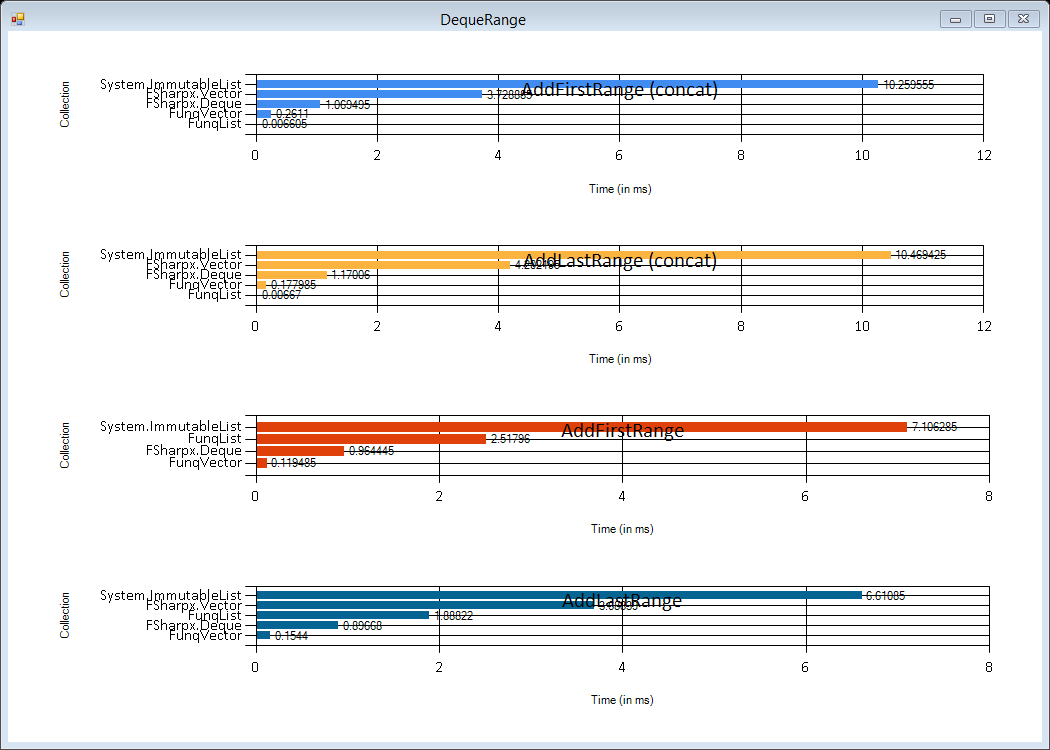 DequeRange
AddFirstRange (concat)
Collection
System.ImmutableList 10.259555
FSharpx.Vector
FSharpx.Deque 1.069495
FunqVector 0.2611
FunqList 0.006605
0 2 4 6 8 10 12
Time (in ms)
AddLastRange (concat)
Collection
System.ImmutableList 10.469425
FSharpx.Vector
FSharpx.Deque 1.17006
FunqVector 0.177985
FunqList 0.00667
0 2 4 6 8 10 12
Time (in ms)
AddFirstRange
Collection
System.ImmutableList 7.106285
FunqList 2.51796
FSharpx.Deque 0.964445
FunqVector 0.119485
0 2 4 6 8
Time (in ms)
AddLastRange
Collection
System.ImmutableList 6.61085
FSharpx.Vector
FunqList 1.88822
FSharpx.Deque 0.89668
FunqVector 0.1544
0 2 4 6 8
Time (in ms)